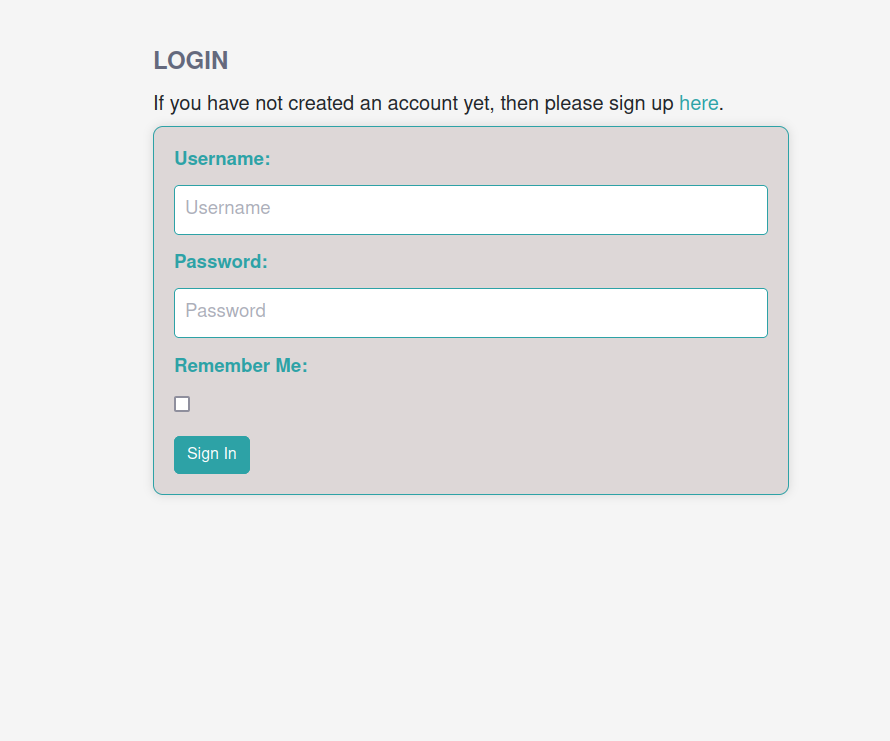 LOGIN
If you have not created an account yet, then please sign up here.
Username:
Username
Password:
Password
Remember Me:
Sign In